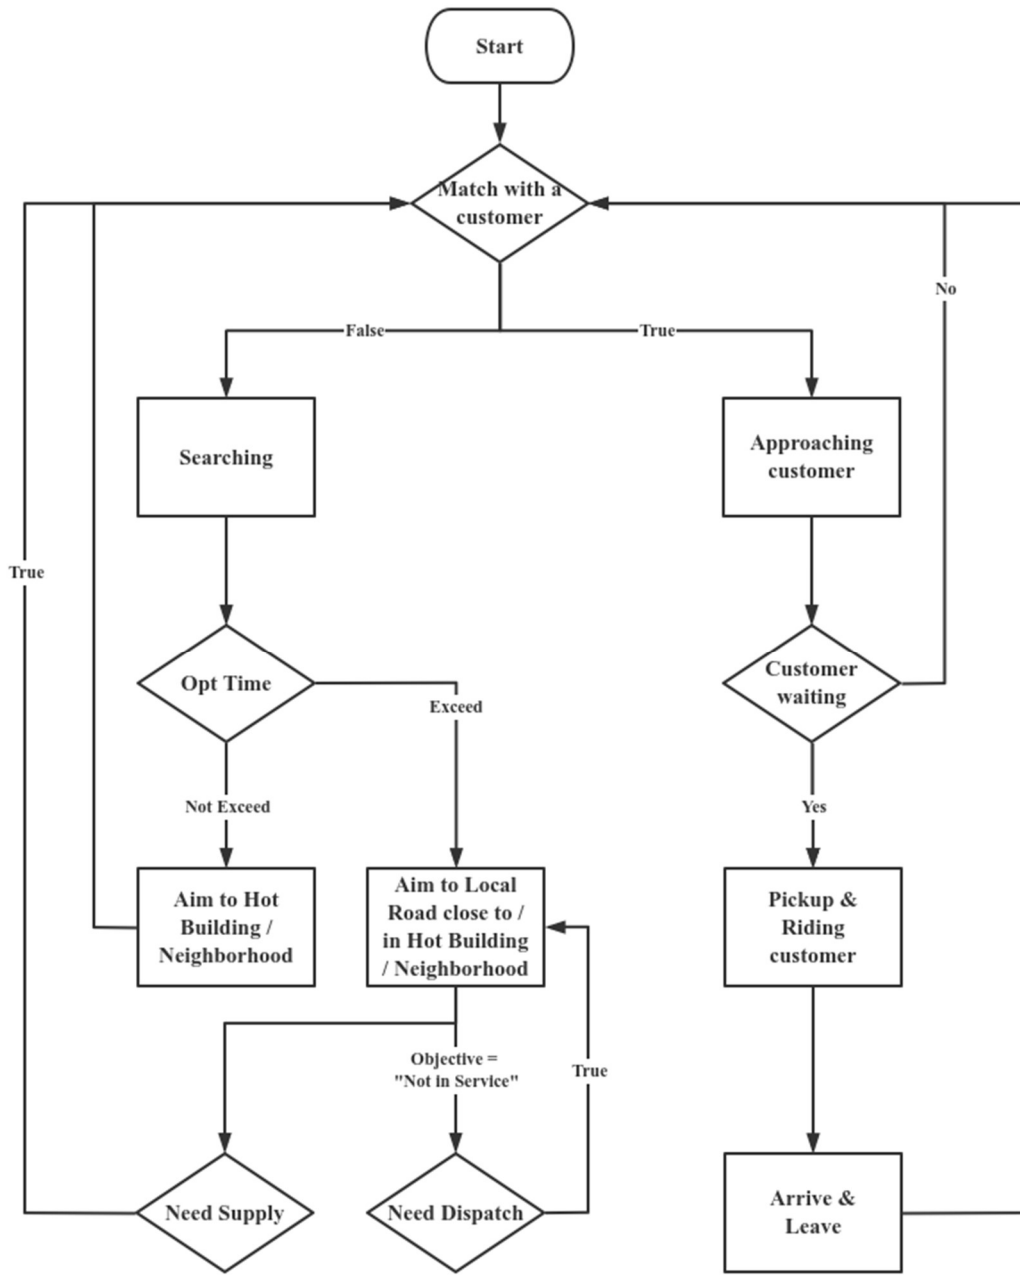 Start
Match with a
customer
No
False
True
Searching
Approaching
customer
True
Opt Time
Customer
waiting
Exceed
Not Exceed
Yes
Aim to Hot
Building /
Neighborhood
Aim to Local
Road close to /
in Hot Building
/ Neighborhood
Pickup &
Riding
customer
Objective =
"Not in Service"
True
Need Supply
Need Dispatch
Arrive &
Leave